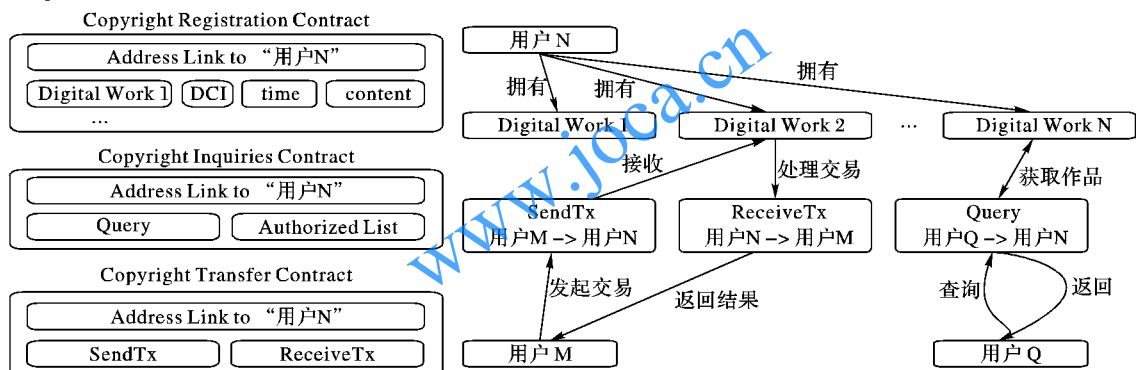 Copyright Registration Contract
Address Link to “用户N”
Digital Work 1 DCI time content
…
Copyright Inquiries Contract
Address Link to “用户N”
Query Authorized List
Copyright Transfer Contract
Address Link to “用户N”
SendTx ReceiveTx
用户 N
拥有 拥有 拥有
Digital Work 1 Digital Work 2 … Digital Work N
接收 处理交易 获取作品
SendTx
用户M -> 用户N
ReceiveTx
用户N -> 用户M
Query
用户Q -> 用户N
发起交易 返回结果 查询 返回
用户 M 用户 Q
www.joca.cn